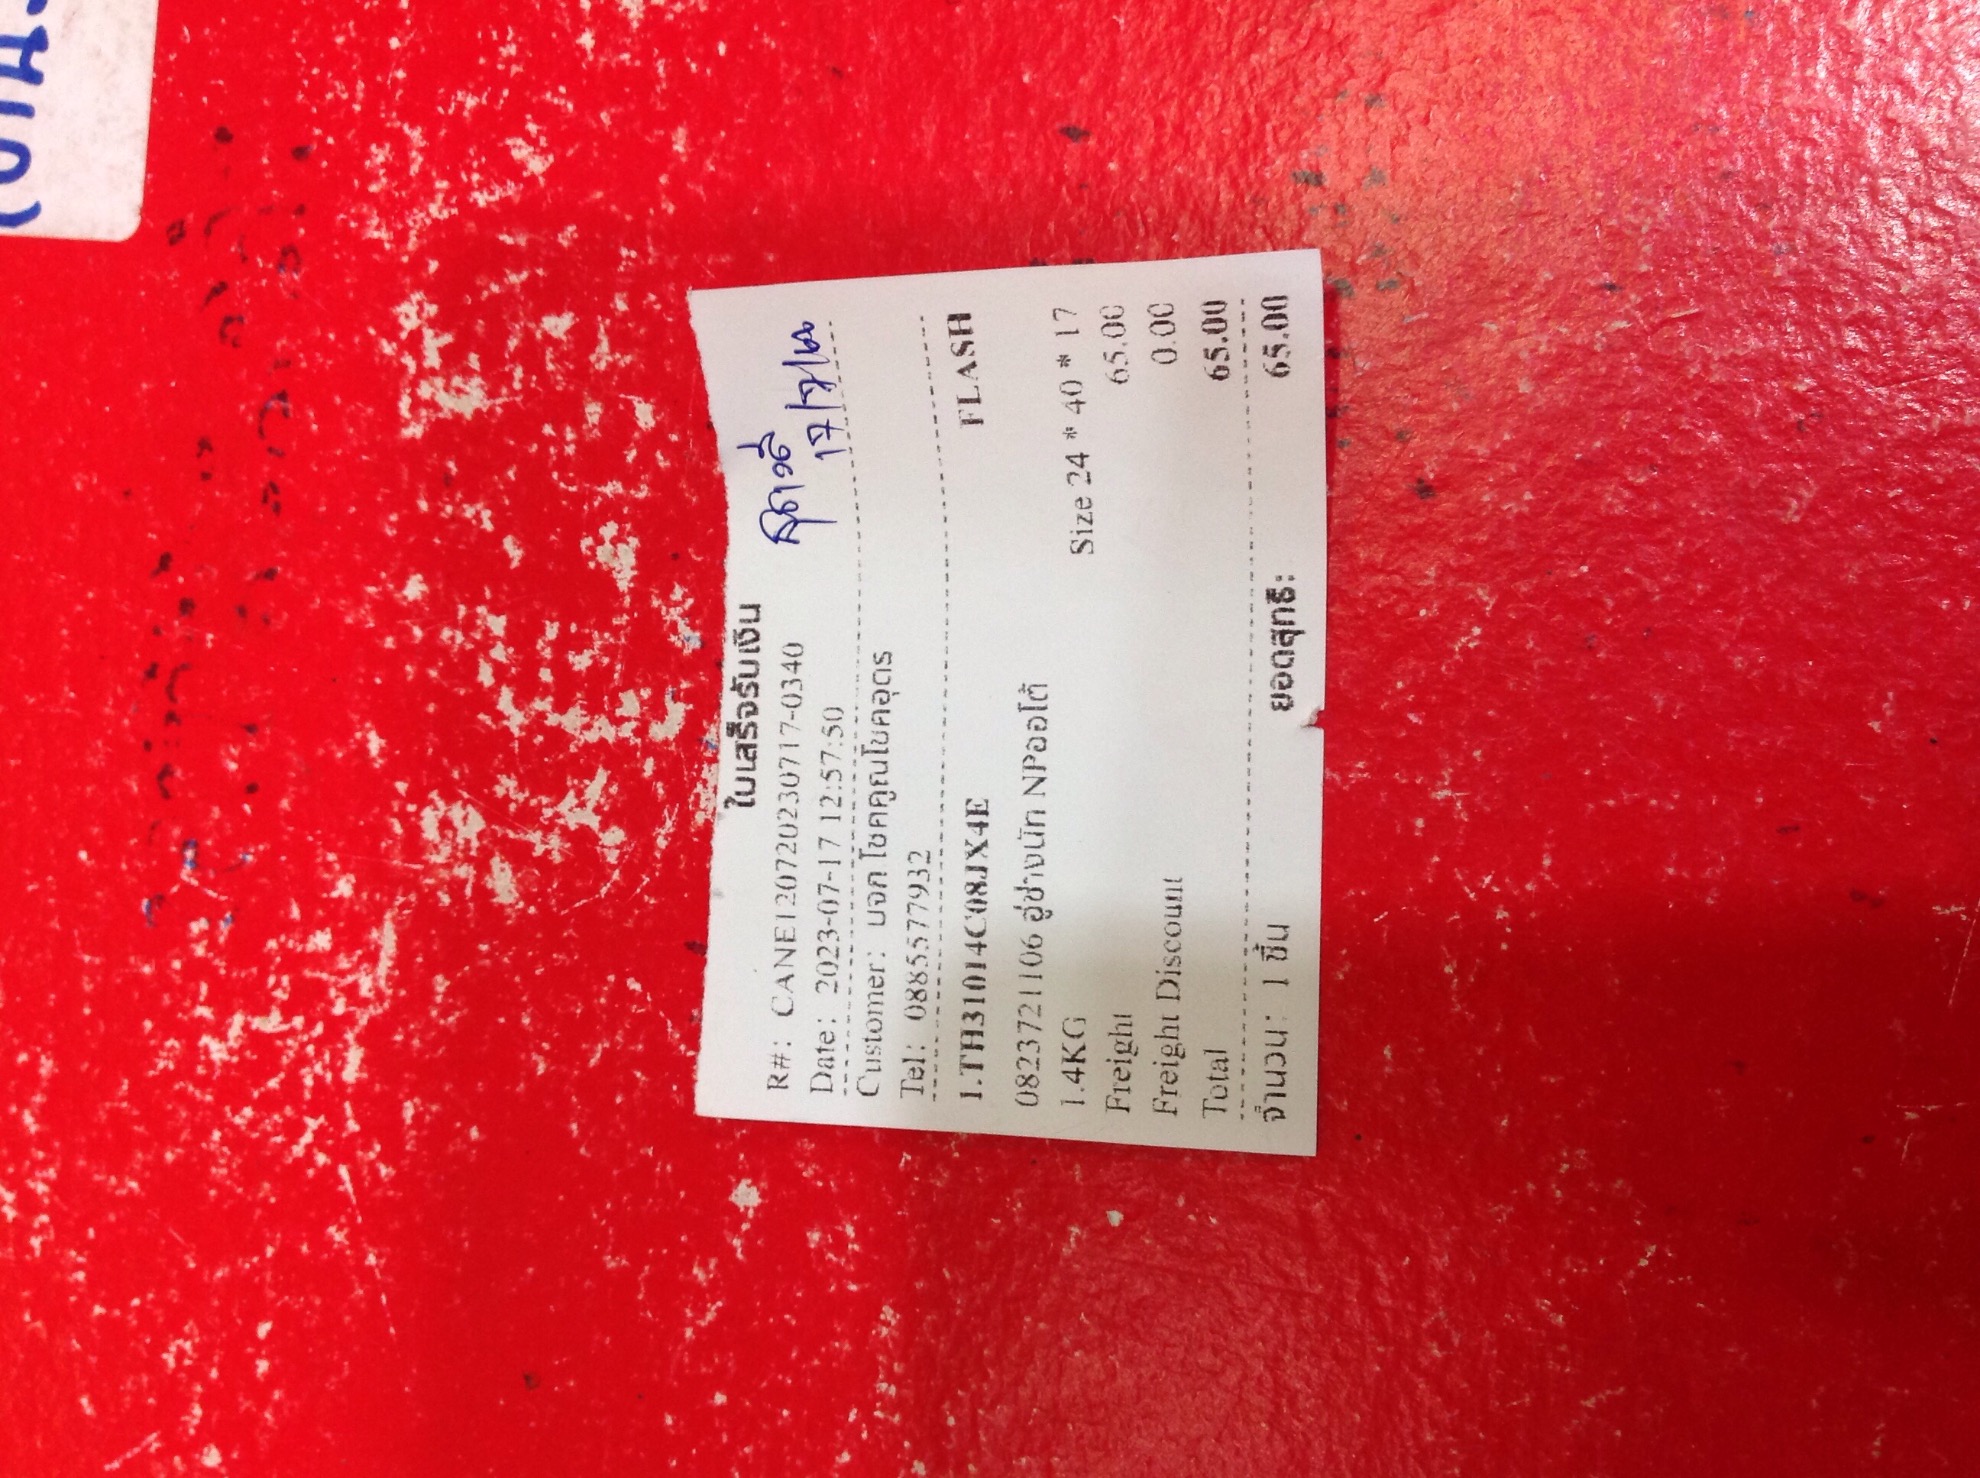 ใบเสร็จรับเงิน
R#: CANE120720230717-0340
Date: 2023-07-17 12:57:50
Customer: บจก โชคคูณโชคอุดร
Tel: 0885577932
1.TH31014C08JX4E FLASH
0823721106 อู่ช่างนัท NPออโต้
1.4KG Size 24 * 40 * 17
Freight 65.00
Freight Discount 0.00
Total 65.00
จำนวน: 1 ชิ้น ยอดสุทธิ: 65.00